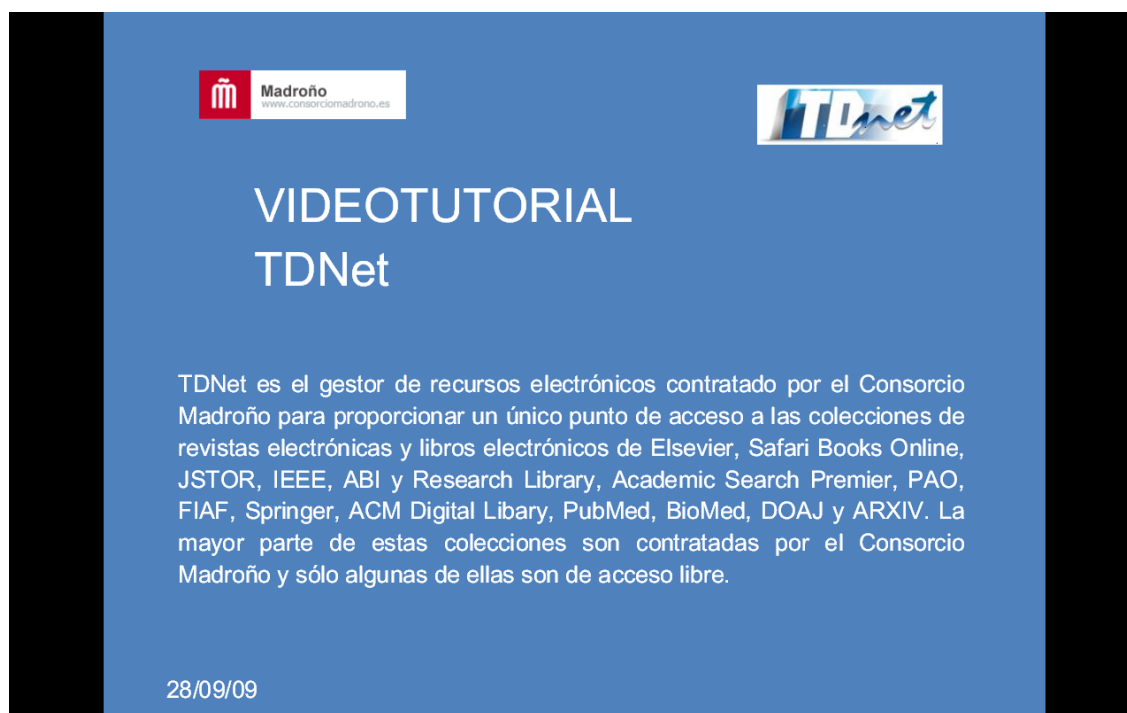 Madroño
www.consorciomadrono.es
TDnet
VIDEOTUTORIAL
TDNet
TDNet es el gestor de recursos electrónicos contratado por el Consorcio
Madroño para proporcionar un único punto de acceso a las colecciones de
revistas electrónicas y libros electrónicos de Elsevier, Safari Books Online,
JSTOR, IEEE, ABI y Research Library, Academic Search Premier, PAO,
FIAF, Springer, ACM Digital Libary, PubMed, BioMed, DOAJ y ARXIV. La
mayor parte de estas colecciones son contratadas por el Consorcio
Madroño y sólo algunas de ellas son de acceso libre.
28/09/09